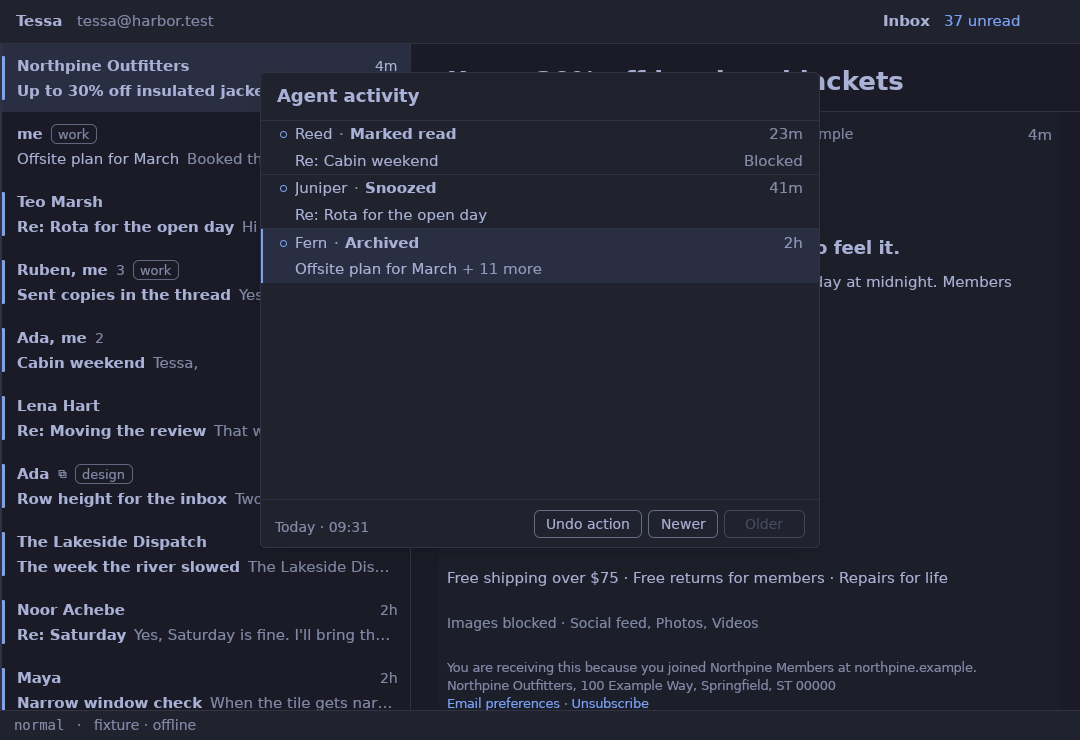 Tessa tessa@harbor.test Inbox 37 unread
Northpine Outfitters 4m
Up to 30% off insulated jacke
me work
Offsite plan for March Booked th
Teo Marsh
Re: Rota for the open day Hi
Ruben, me 3 work
Sent copies in the thread Yes
Ada, me 2
Cabin weekend Tessa,
Lena Hart
Re: Moving the review That w
Ada design
Row height for the inbox Two
The Lakeside Dispatch
The week the river slowed The Lakeside Dis…
Noor Achebe 2h
Re: Saturday Yes, Saturday is fine. I'll bring th…
Maya 2h
Narrow window check When the tile gets nar…
Agent activity
Reed · Marked read 23m
Re: Cabin weekend Blocked
Juniper · Snoozed 41m
Re: Rota for the open day
Fern · Archived 2h
Offsite plan for March + 11 more
Today · 09:31 Undo action Newer Older
ackets
mple 4m
o feel it.
day at midnight. Members
Free shipping over $75 · Free returns for members · Repairs for life
Images blocked · Social feed, Photos, Videos
You are receiving this because you joined Northpine Members at northpine.example.
Northpine Outfitters, 100 Example Way, Springfield, ST 00000
Email preferences · Unsubscribe
normal · fixture · offline